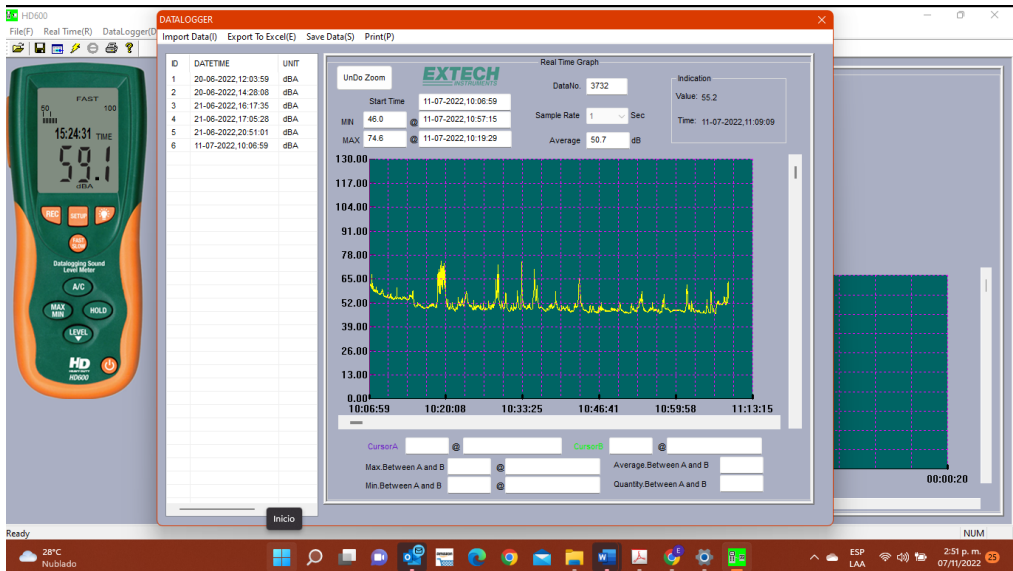 HD600
File(F) Real Time(R) DataLogger(D
DATALOGGER
Import Data(I) Export To Excel(E) Save Data(S) Print(P)
FAST
50 100
15:24:31 TIME
59.1
dBA
REC SETUP
FAST SLOW
Datalogging Sound
Level Meter
A/C
MAX MIN HOLD
LEVEL
HD
HD600
ID DATETIME UNIT
1 20-06-2022,12:03:59 dBA
2 20-06-2022,14:28:08 dBA
3 21-06-2022,16:17:35 dBA
4 21-06-2022,17:05:28 dBA
5 21-06-2022,20:51:01 dBA
6 11-07-2022,10:06:59 dBA
Real Time Graph
UnDo Zoom EXTECH INSTRUMENTS DataNo. 3732
Indication
Value: 55.2
Time: 11-07-2022,11:09:09
Start Time 11-07-2022,10:06:59
MIN 46.0 @ 11-07-2022,10:57:15 Sample Rate 1 Sec
MAX 74.6 @ 11-07-2022,10:19:29 Average 50.7 dB
130.00
117.00
104.00
91.00
78.00
65.00
52.00
39.00
26.00
13.00
0.00
10:06:59 10:20:08 10:33:25 10:46:41 10:59:58 11:13:15
CursorA @ CursorB @
Max.Between A and B @ Average.Between A and B
Min.Between A and B @ Quantity.Between A and B
00:00:20
Inicio
Ready NUM
28°C
Nublado
ESP
LAA
2:51 p. m.
07/11/2022
25